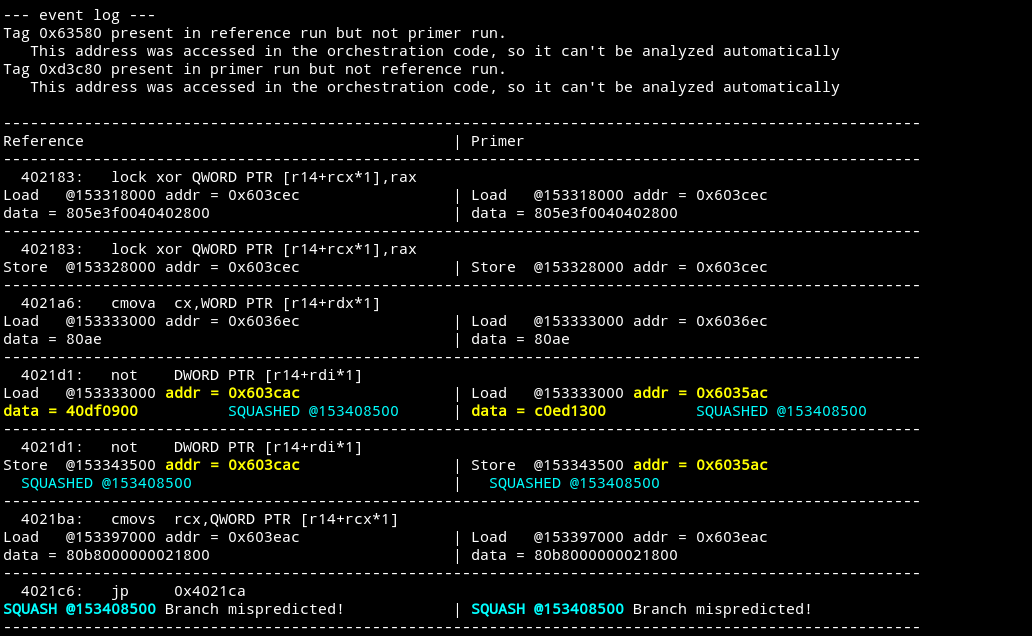 --- event log ---
Tag 0x63580 present in reference run but not primer run.
   This address was accessed in the orchestration code, so it can't be analyzed automatically
Tag 0xd3c80 present in primer run but not reference run.
   This address was accessed in the orchestration code, so it can't be analyzed automatically

------------------------------------------------------------------------------------------------------
Reference                                         | Primer
------------------------------------------------------------------------------------------------------
  402183:   lock xor QWORD PTR [r14+rcx*1],rax
Load   @153318000 addr = 0x603cec                 | Load   @153318000 addr = 0x603cec
data = 805e3f0040402800                           | data = 805e3f0040402800
------------------------------------------------------------------------------------------------------
  402183:   lock xor QWORD PTR [r14+rcx*1],rax
Store  @153328000 addr = 0x603cec                 | Store  @153328000 addr = 0x603cec
------------------------------------------------------------------------------------------------------
  4021a6:   cmova  cx,WORD PTR [r14+rdx*1]
Load   @153333000 addr = 0x6036ec                 | Load   @153333000 addr = 0x6036ec
data = 80ae                                       | data = 80ae
------------------------------------------------------------------------------------------------------
  4021d1:   not    DWORD PTR [r14+rdi*1]
Load   @153333000 addr = 0x603cac                 | Load   @153333000 addr = 0x6035ac
data = 40df0900          SQUASHED @153408500      | data = c0ed1300          SQUASHED @153408500
------------------------------------------------------------------------------------------------------
  4021d1:   not    DWORD PTR [r14+rdi*1]
Store  @153343500 addr = 0x603cac                 | Store  @153343500 addr = 0x6035ac
  SQUASHED @153408500                             |   SQUASHED @153408500
------------------------------------------------------------------------------------------------------
  4021ba:   cmovs  rcx,QWORD PTR [r14+rcx*1]
Load   @153397000 addr = 0x603eac                 | Load   @153397000 addr = 0x603eac
data = 80b8000000021800                           | data = 80b8000000021800
------------------------------------------------------------------------------------------------------
  4021c6:   jp     0x4021ca
SQUASH @153408500 Branch mispredicted!            | SQUASH @153408500 Branch mispredicted!
------------------------------------------------------------------------------------------------------